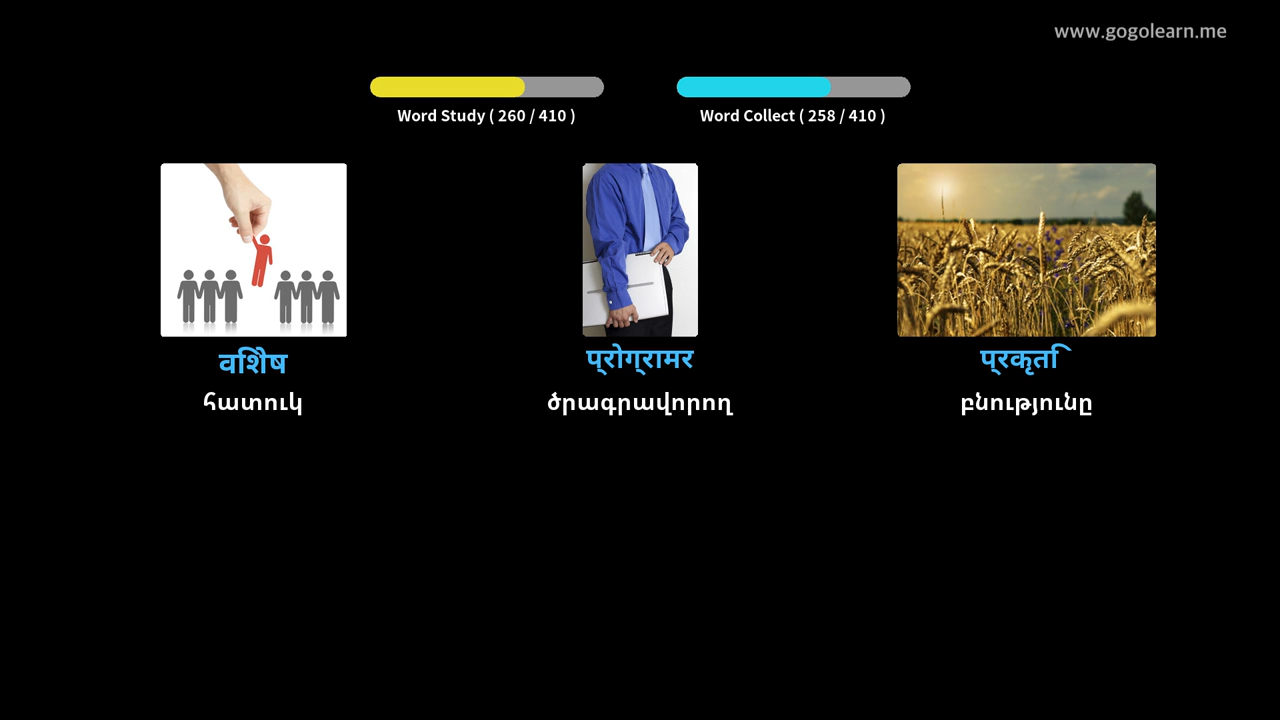 www.gogolearn.me
Word Study ( 260 / 410 )
Word Collect ( 258 / 410 )
विशेष
प्रोग्रामर
प्रकृति
հատուկ
ծրագրավորող
բնությունը